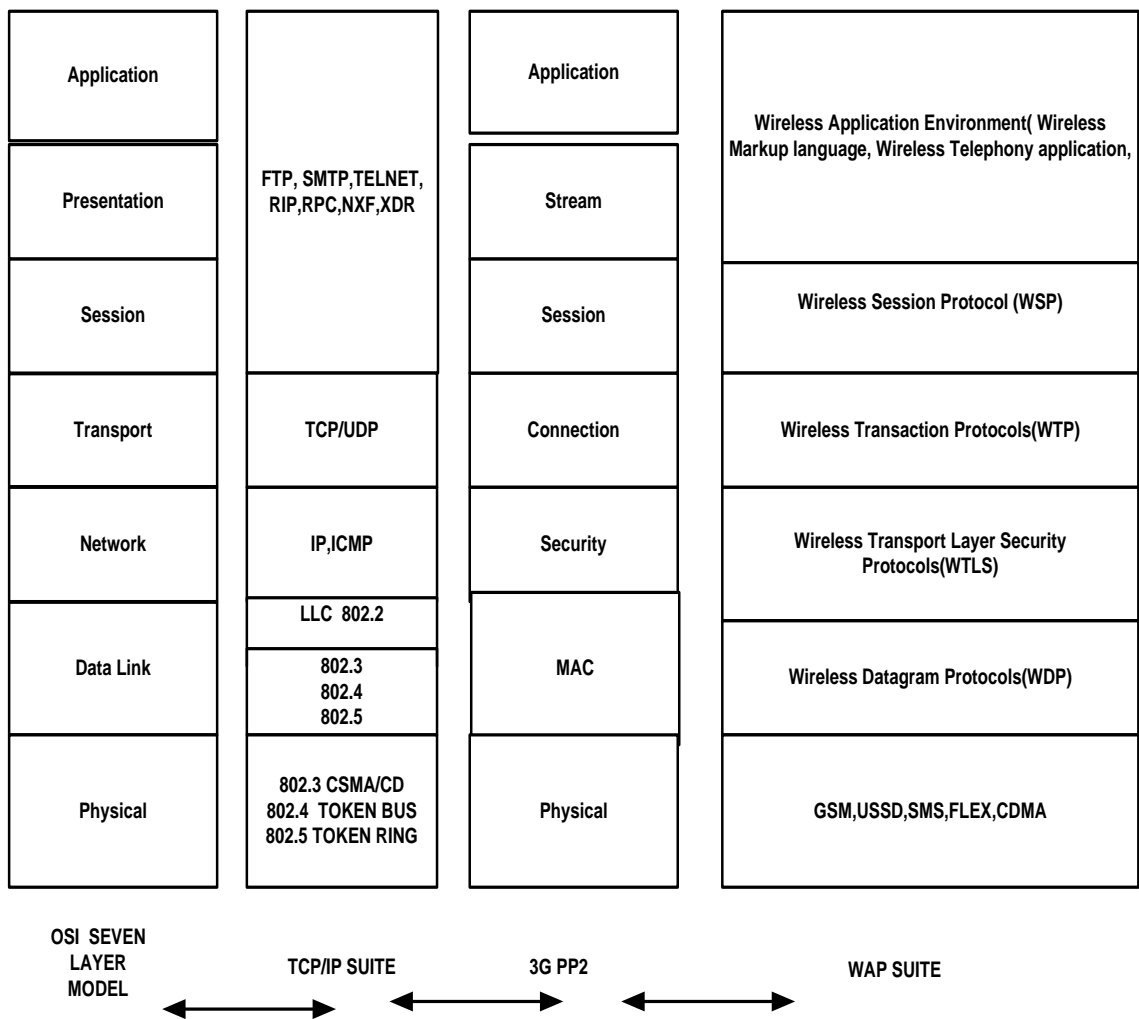 Application
Presentation
Session
Transport
Network
Data Link
Physical
FTP, SMTP,TELNET,
RIP,RPC,NXF,XDR
TCP/UDP
IP,ICMP
LLC 802.2
802.3
802.4
802.5
802.3 CSMA/CD
802.4 TOKEN BUS
802.5 TOKEN RING
Application
Stream
Session
Connection
Security
MAC
Physical
Wireless Application Environment( Wireless
Markup language, Wireless Telephony application,
Wireless Session Protocol (WSP)
Wireless Transaction Protocols(WTP)
Wireless Transport Layer Security
Protocols(WTLS)
Wireless Datagram Protocols(WDP)
GSM,USSD,SMS,FLEX,CDMA
OSI SEVEN
LAYER
MODEL
TCP/IP SUITE
3G PP2
WAP SUITE